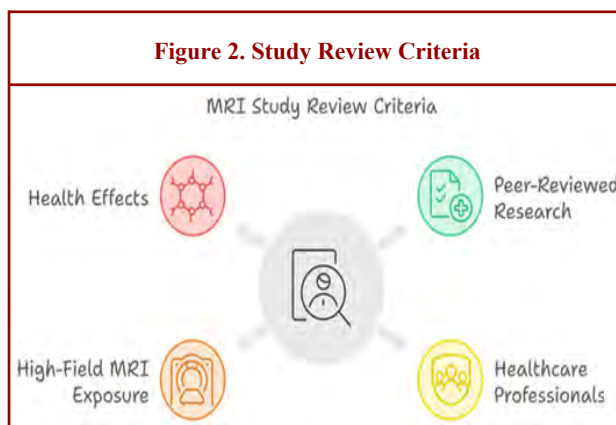 Figure 2. Study Review Criteria
MRI Study Review Criteria
Health Effects
Peer-Reviewed
Research
High-Field MRI
Exposure
Healthcare
Professionals